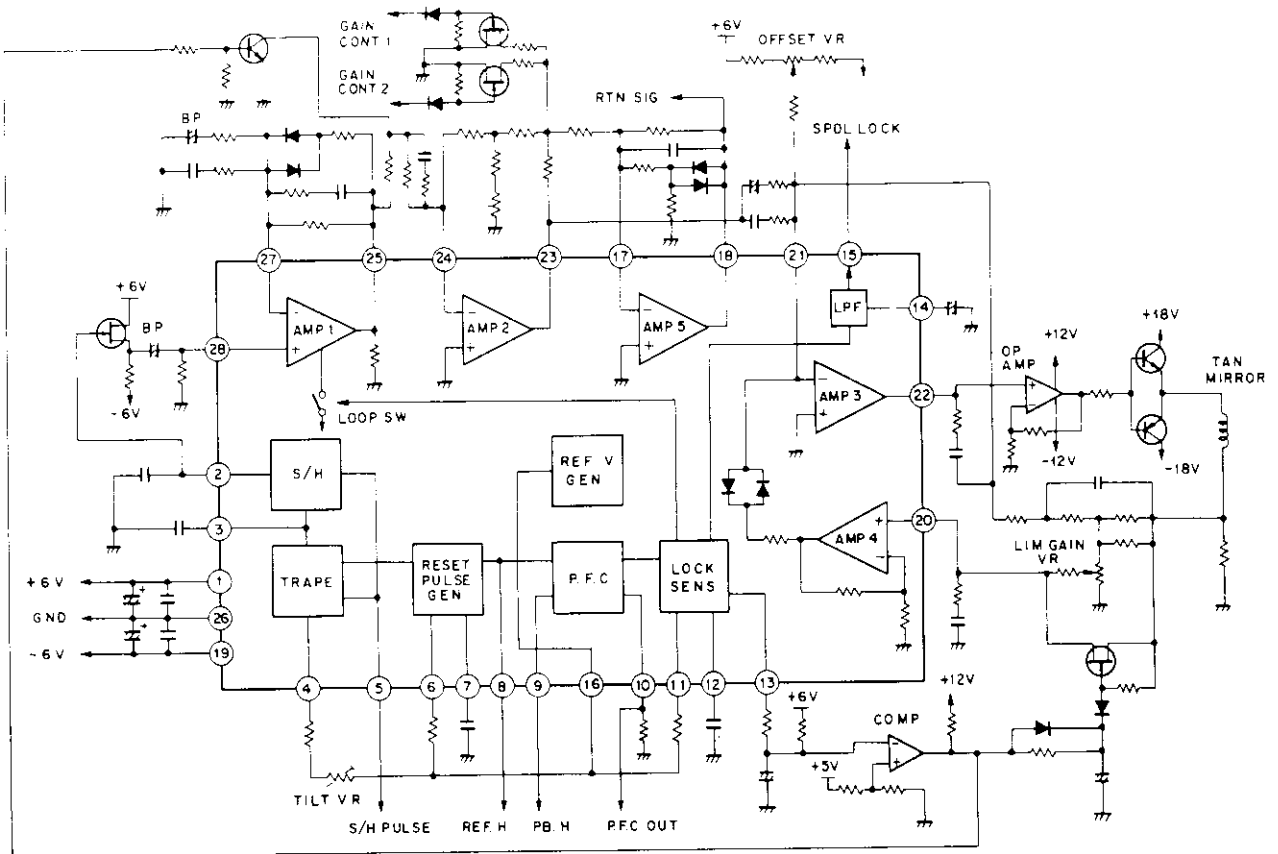 GAIN
CONT 1
GAIN
CONT 2
+6V
OFFSET VR
RTN SIG
SPDL LOCK
BP
27
25
24
23
17
18
21
15
+6V
BP
28
-6V
AMP 1
AMP 2
AMP 5
LPF
14
LOOP SW
AMP 3
22
OP
AMP
+12V
-12V
+18V
-18V
TAN
MIRROR
2
S/H
REF V
GEN
3
AMP 4
20
LIM GAIN
VR
TRAPE
RESET
PULSE
GEN
P.F.C
LOCK
SENS
+6V
1
GND
26
-6V
19
4
5
6
7
8
9
16
10
11
12
13
+6V
COMP
+12V
+5V
TILT VR
S/H PULSE
REF. H
PB. H
P.F.C OUT